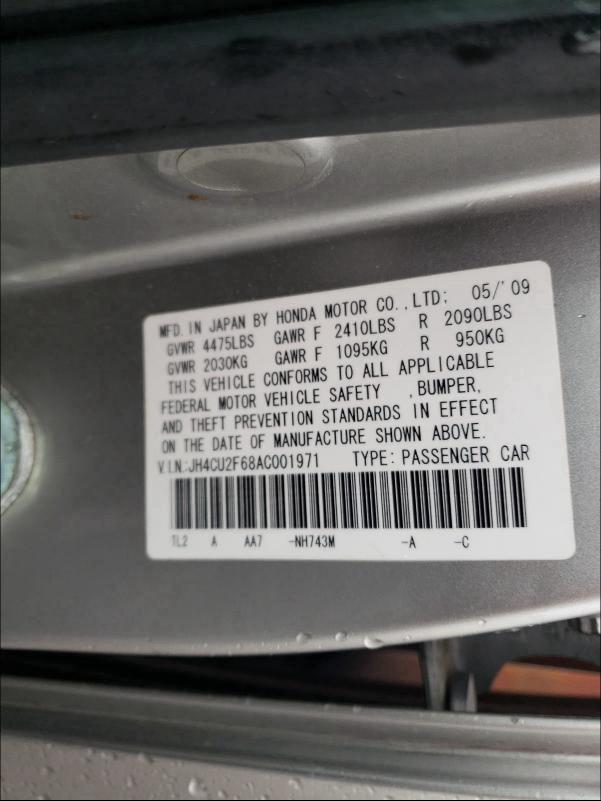 MFD. IN JAPAN BY HONDA MOTOR CO.,LTD; 05/'09
GVWR 4475LBS GAWR F 2410LBS R 2090LBS
GVWR 2030KG GAWR F 1095KG R 950KG
THIS VEHICLE CONFORMS TO ALL APPLICABLE
FEDERAL MOTOR VEHICLE SAFETY ,BUMPER,
AND THEFT PREVENTION STANDARDS IN EFFECT
ON THE DATE OF MANUFACTURE SHOWN ABOVE.
V.I.N:JH4CU2F68AC001971 TYPE: PASSENGER CAR
TL2 A AA7 -NH743M -A -C